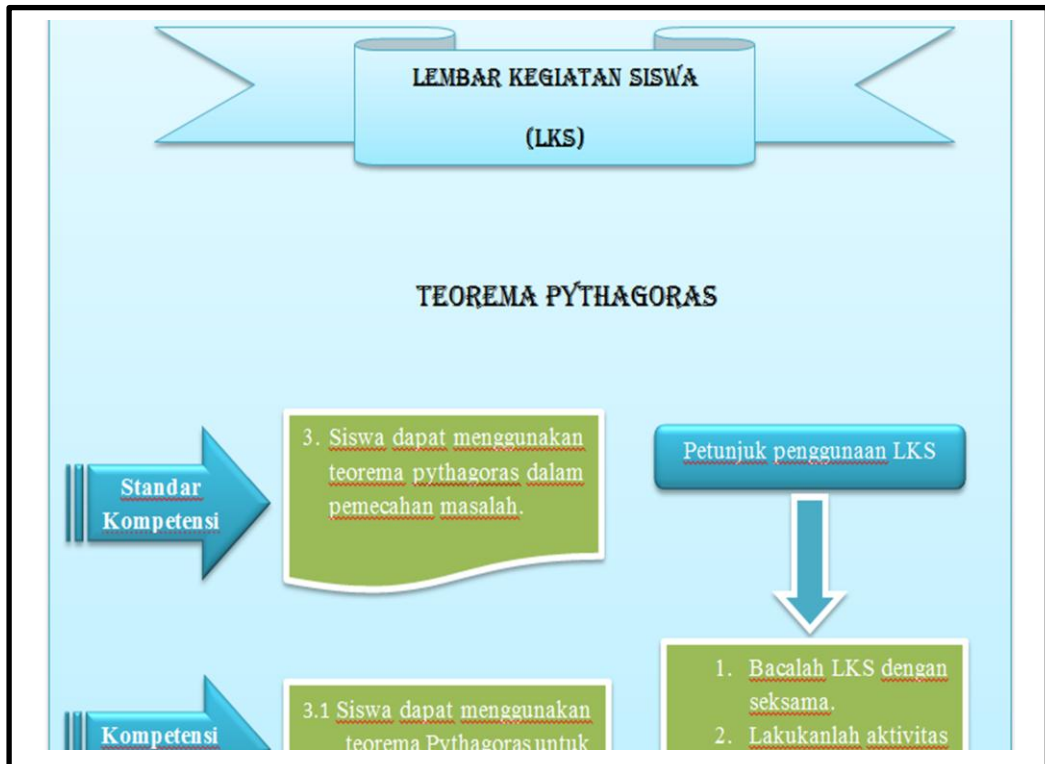 LEMBAR KEGIATAN SISWA
(LKS)
TEOREMA PYTHAGORAS
Standar
Kompetensi
3. Siswa dapat menggunakan
teorema pythagoras dalam
pemecahan masalah.
Petunjuk penggunaan LKS
Kompetensi
3.1 Siswa dapat menggunakan
teorema Pythagoras untuk
1. Bacalah LKS dengan
seksama.
2. Lakukanlah aktivitas